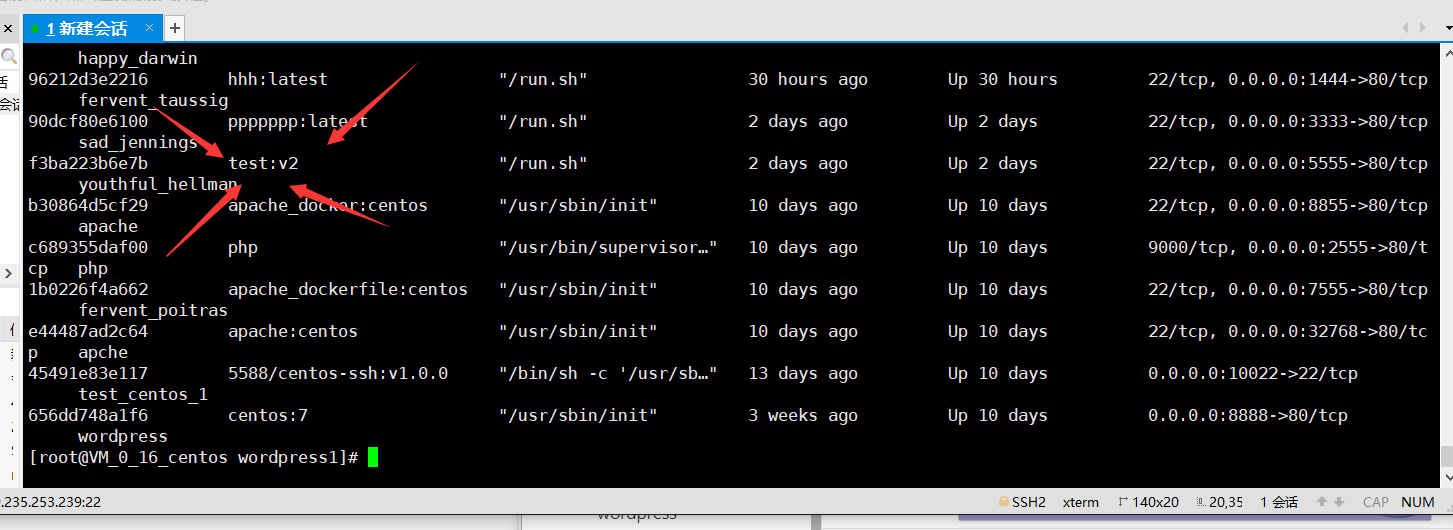 1 新建会话 × +
happy_darwin
96212d3e2216 hhh:latest "/run.sh" 30 hours ago Up 30 hours 22/tcp, 0.0.0.0:1444->80/tcp
话
fervent_taussig
会话
90dcf80e6100 ppppppp:latest "/run.sh" 2 days ago Up 2 days 22/tcp, 0.0.0.0:3333->80/tcp
sad_jennings
f3ba223b6e7b test:v2 "/run.sh" 2 days ago Up 2 days 22/tcp, 0.0.0.0:5555->80/tcp
youthful_hellman
b30864d5cf29 apache_docker:centos "/usr/sbin/init" 10 days ago Up 10 days 22/tcp, 0.0.0.0:8855->80/tcp
apache
c689355daf00 php "/usr/bin/supervisor…" 10 days ago Up 10 days 9000/tcp, 0.0.0.0:2555->80/t
cp php
1b0226f4a662 apache_dockerfile:centos "/usr/sbin/init" 10 days ago Up 10 days 22/tcp, 0.0.0.0:7555->80/tcp
fervent_poitras
e44487ad2c64 apache:centos "/usr/sbin/init" 10 days ago Up 10 days 22/tcp, 0.0.0.0:32768->80/tc
p apche
45491e83e117 5588/centos-ssh:v1.0.0 "/bin/sh -c '/usr/sb…" 13 days ago Up 10 days 0.0.0.0:10022->22/tcp
test_centos_1
656dd748a1f6 centos:7 "/usr/sbin/init" 3 weeks ago Up 10 days 0.0.0.0:8888->80/tcp
wordpress
[root@VM_0_16_centos wordpress1]#
.235.253.239:22 SSH2 xterm 140x20 20,35 1 会话 CAP NUM
wordpress